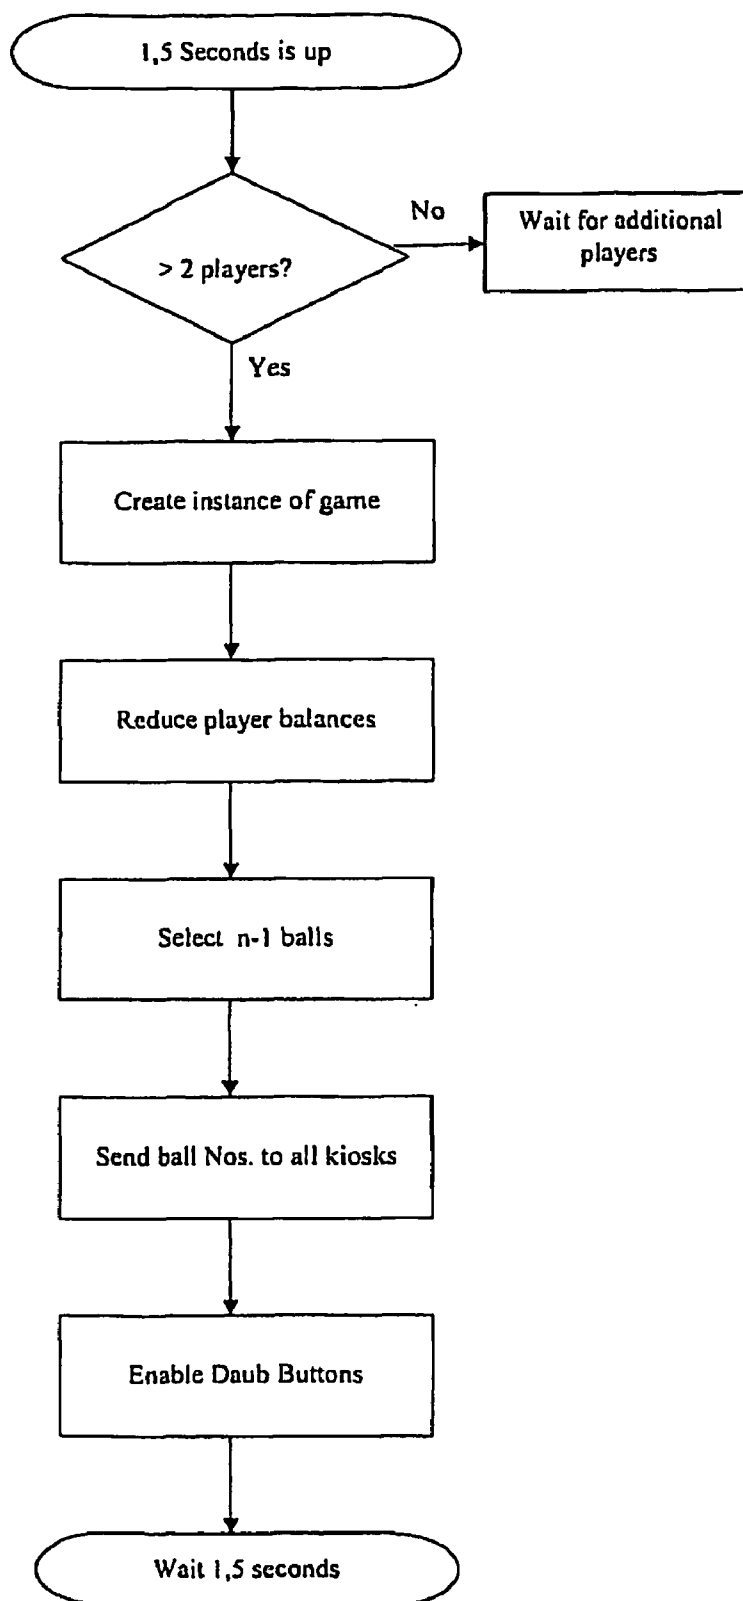 1,5 Seconds is up
> 2 players?
No
Wait for additional
players
Yes
Create instance of game
Reduce player balances
Select n-1 balls
Send ball Nos. to all kiosks
Enable Daub Buttons
Wait 1,5 seconds